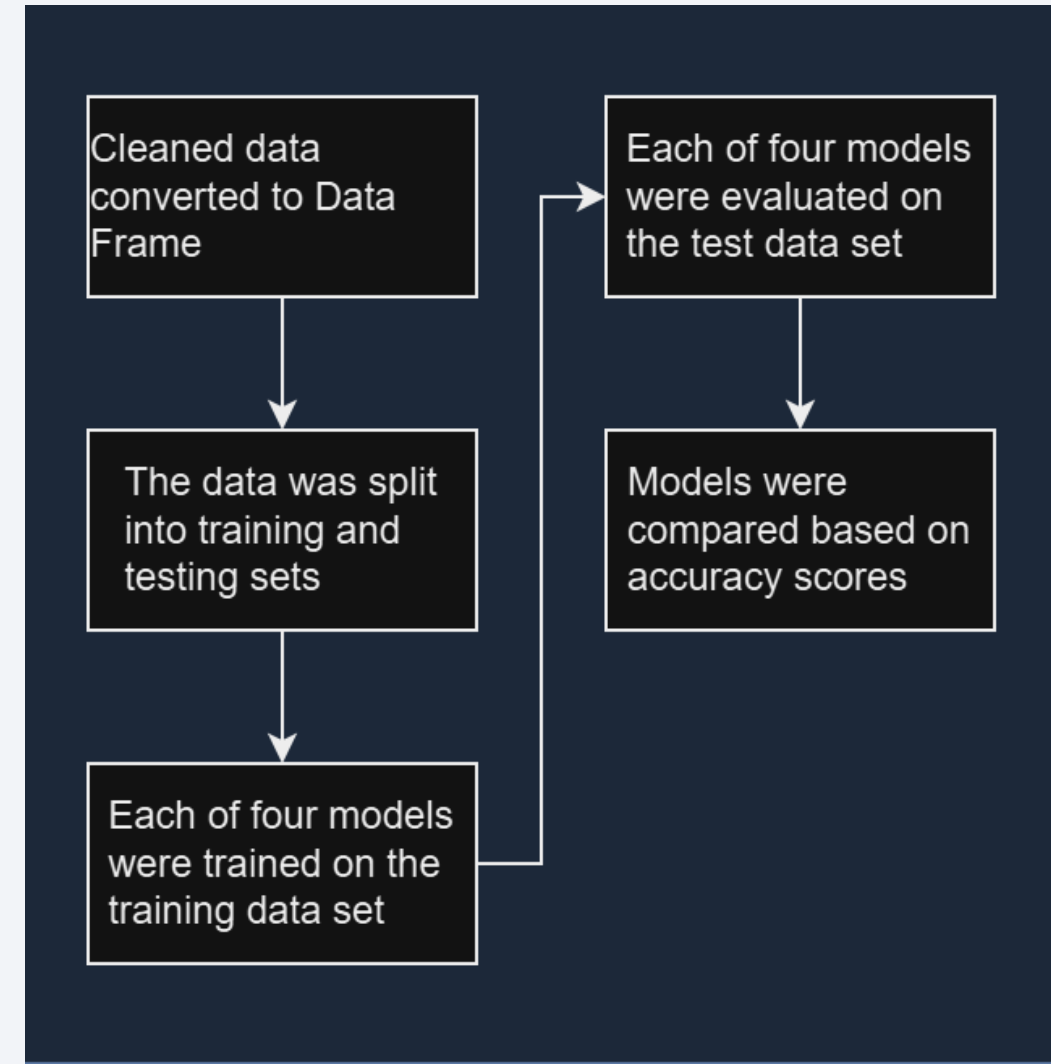 Cleaned data
converted to Data
Frame
The data was split
into training and
testing sets
Each of four models
were trained on the
training data set
Each of four models
were evaluated on
the test data set
Models were
compared based on
accuracy scores